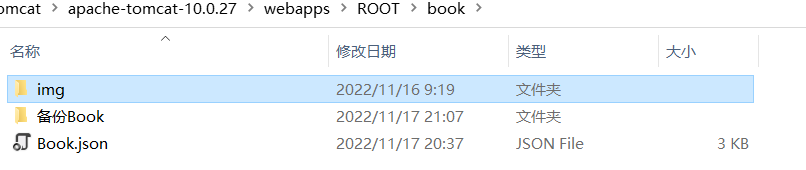 omcat > apache-tomcat-10.0.27 > webapps > ROOT > book >
名称 修改日期 类型 大小
img 2022/11/16 9:19 文件夹
备份Book 2022/11/17 21:07 文件夹
Book.json 2022/11/17 20:37 JSON File 3 KB